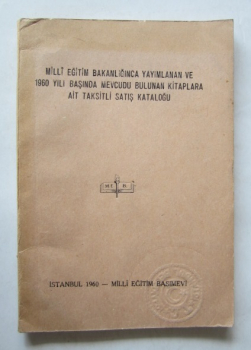 MİLLÎ EĞİTİM BAKANLIĞINCA YAYIMLANAN VE
1960 YILI BAŞINDA MEVCUDU BULUNAN KİTAPLARA
AİT TAKSİTLİ SATIŞ KATALOĞU
İSTANBUL 1960 — MİLLÎ EĞİTİM BASIMEVİ